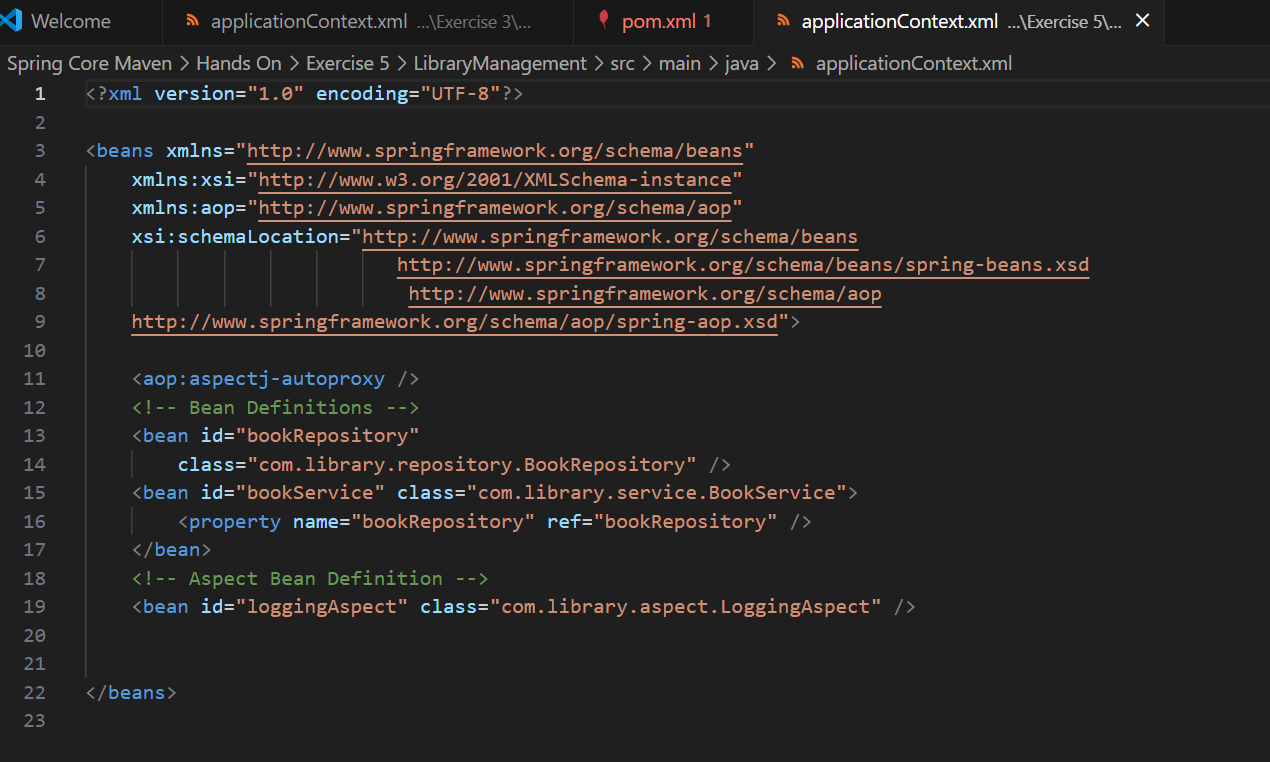 Welcome applicationContext.xml ...\Exercise 3\... pom.xml 1 applicationContext.xml ...\Exercise 5\...
Spring Core Maven > Hands On > Exercise 5 > LibraryManagement > src > main > java > applicationContext.xml
1 <?xml version="1.0" encoding="UTF-8"?>
2
3 <beans xmlns="http://www.springframework.org/schema/beans"
4 xmlns:xsi="http://www.w3.org/2001/XMLSchema-instance"
5 xmlns:aop="http://www.springframework.org/schema/aop"
6 xsi:schemaLocation="http://www.springframework.org/schema/beans
7 http://www.springframework.org/schema/beans/spring-beans.xsd
8 http://www.springframework.org/schema/aop
9 http://www.springframework.org/schema/aop/spring-aop.xsd">
10
11 <aop:aspectj-autoproxy />
12 <!-- Bean Definitions -->
13 <bean id="bookRepository"
14 class="com.library.repository.BookRepository" />
15 <bean id="bookService" class="com.library.service.BookService">
16 <property name="bookRepository" ref="bookRepository" />
17 </bean>
18 <!-- Aspect Bean Definition -->
19 <bean id="loggingAspect" class="com.library.aspect.LoggingAspect" />
20
21
22 </beans>
23